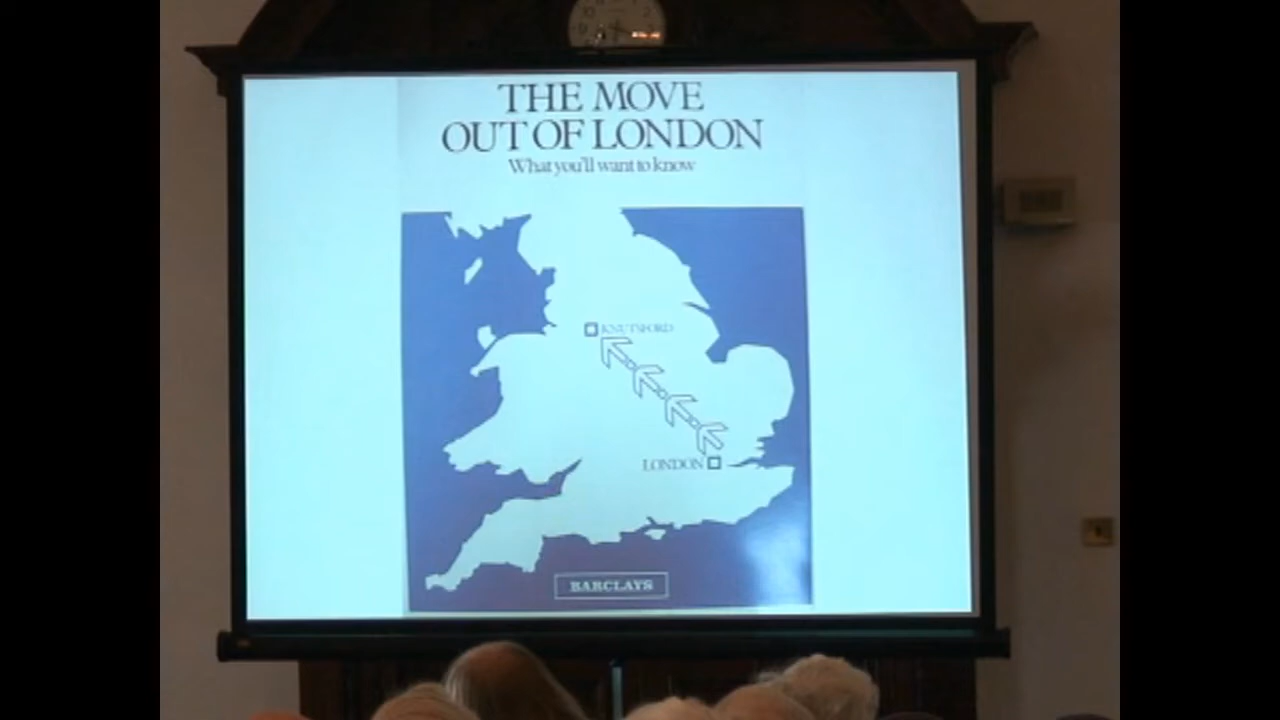 THE MOVE
OUT OF LONDON
What you'll want to know
KNUTSFORD
LONDON
BARCLAYS